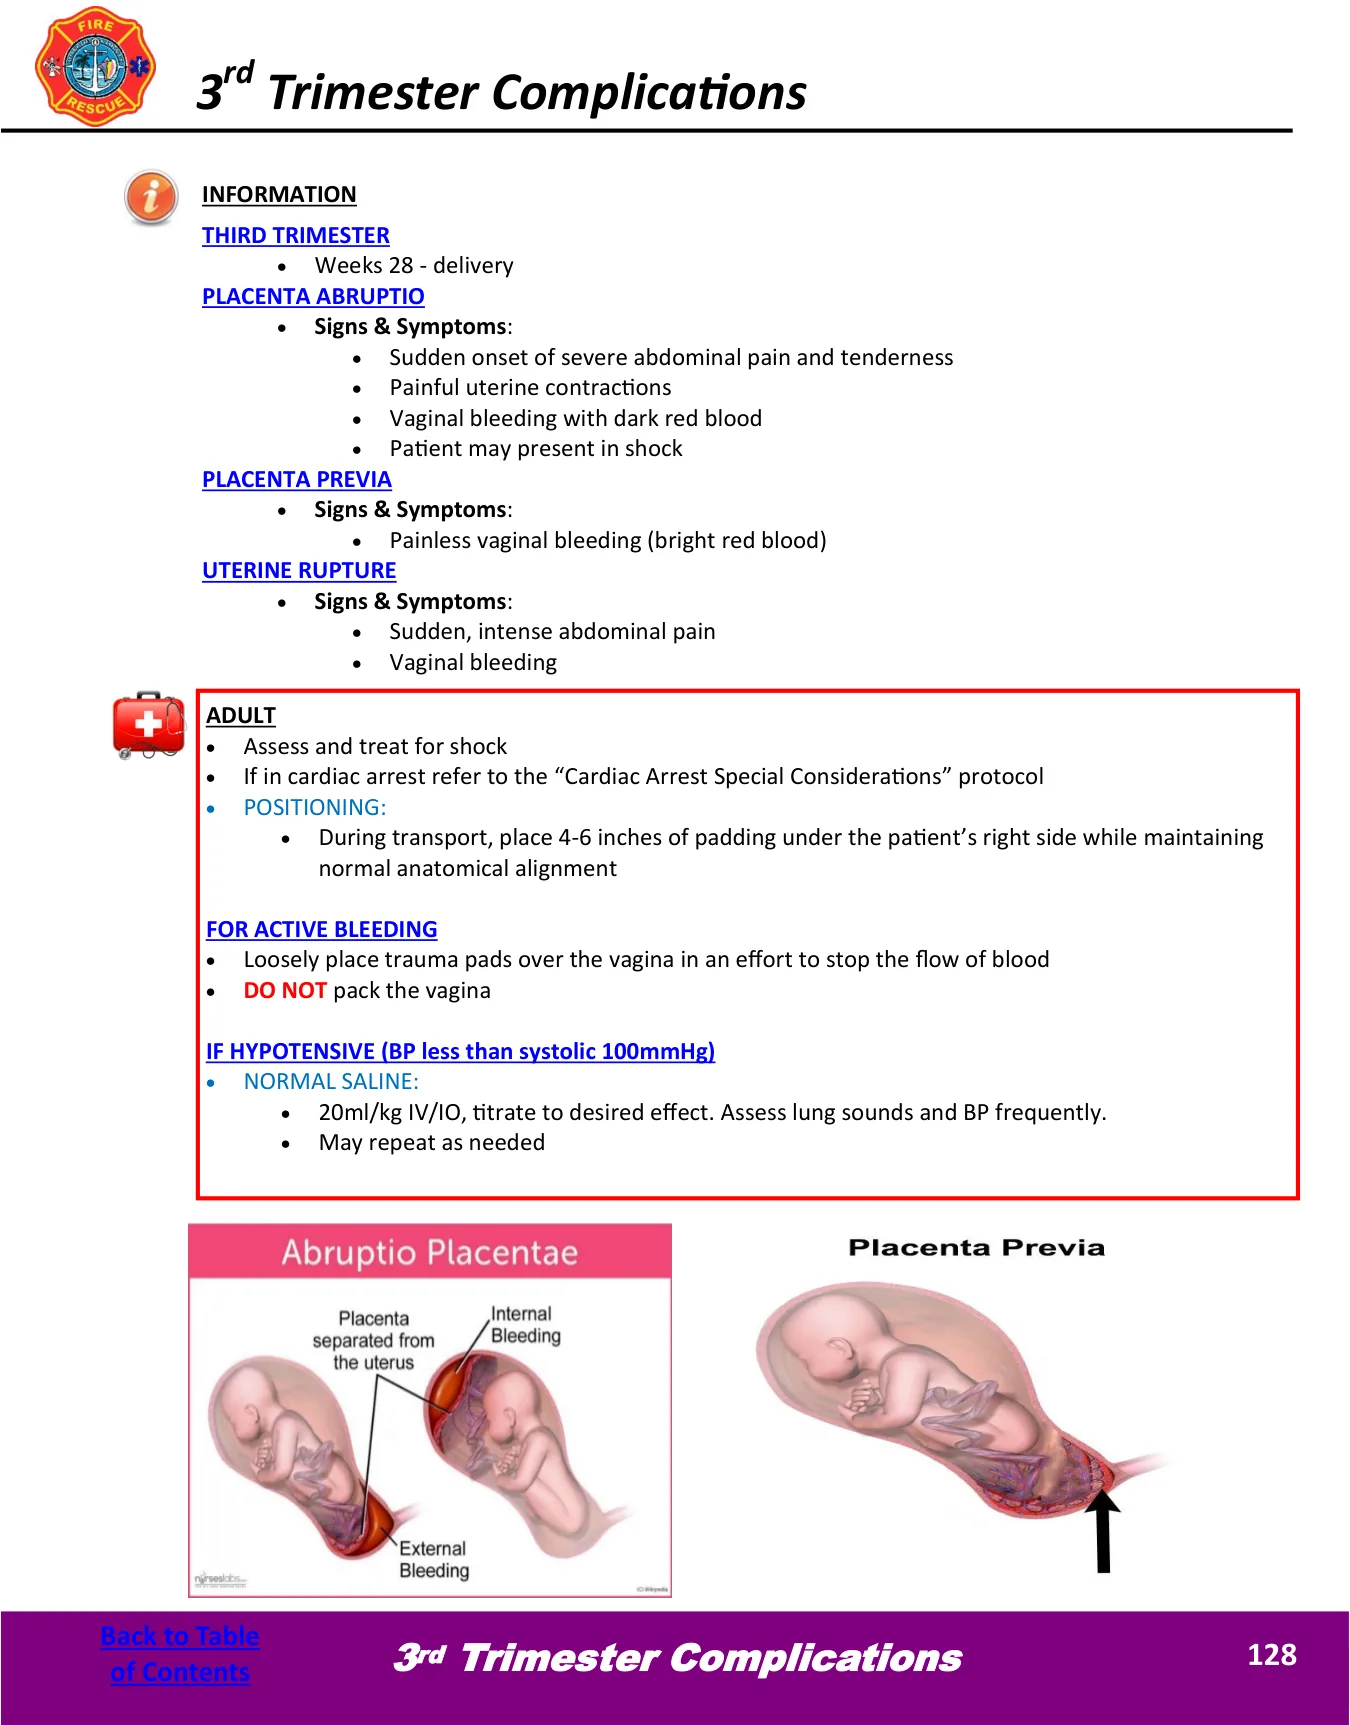 FIRE
RESCUE
3rd Trimester Complications
INFORMATION
THIRD TRIMESTER
• Weeks 28 - delivery
PLACENTA ABRUPTIO
• Signs & Symptoms:
• Sudden onset of severe abdominal pain and tenderness
• Painful uterine contractions
• Vaginal bleeding with dark red blood
• Patient may present in shock
PLACENTA PREVIA
• Signs & Symptoms:
• Painless vaginal bleeding (bright red blood)
UTERINE RUPTURE
• Signs & Symptoms:
• Sudden, intense abdominal pain
• Vaginal bleeding
ADULT
• Assess and treat for shock
• If in cardiac arrest refer to the “Cardiac Arrest Special Considerations” protocol
• POSITIONING:
• During transport, place 4-6 inches of padding under the patient’s right side while maintaining
normal anatomical alignment
FOR ACTIVE BLEEDING
• Loosely place trauma pads over the vagina in an effort to stop the flow of blood
• DO NOT pack the vagina
IF HYPOTENSIVE (BP less than systolic 100mmHg)
• NORMAL SALINE:
• 20ml/kg IV/IO, titrate to desired effect. Assess lung sounds and BP frequently.
• May repeat as needed
Abruptio Placentae
Placenta
separated from
the uterus
Internal
Bleeding
External
Bleeding
nurseslabs.com
(C) Wikipedia
Placenta Previa
Back to Table
of Contents
3rd Trimester Complications
128